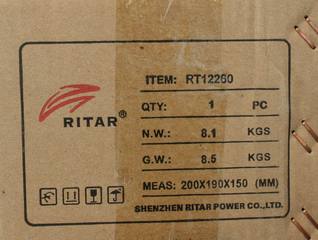 ITEM: RT12260
RITAR®
QTY: 1 PC
N.W.: 8.1 KGS
G.W.: 8.5 KGS
MEAS: 200X190X150 (MM)
SHENZHEN RITAR POWER CO.,LTD.